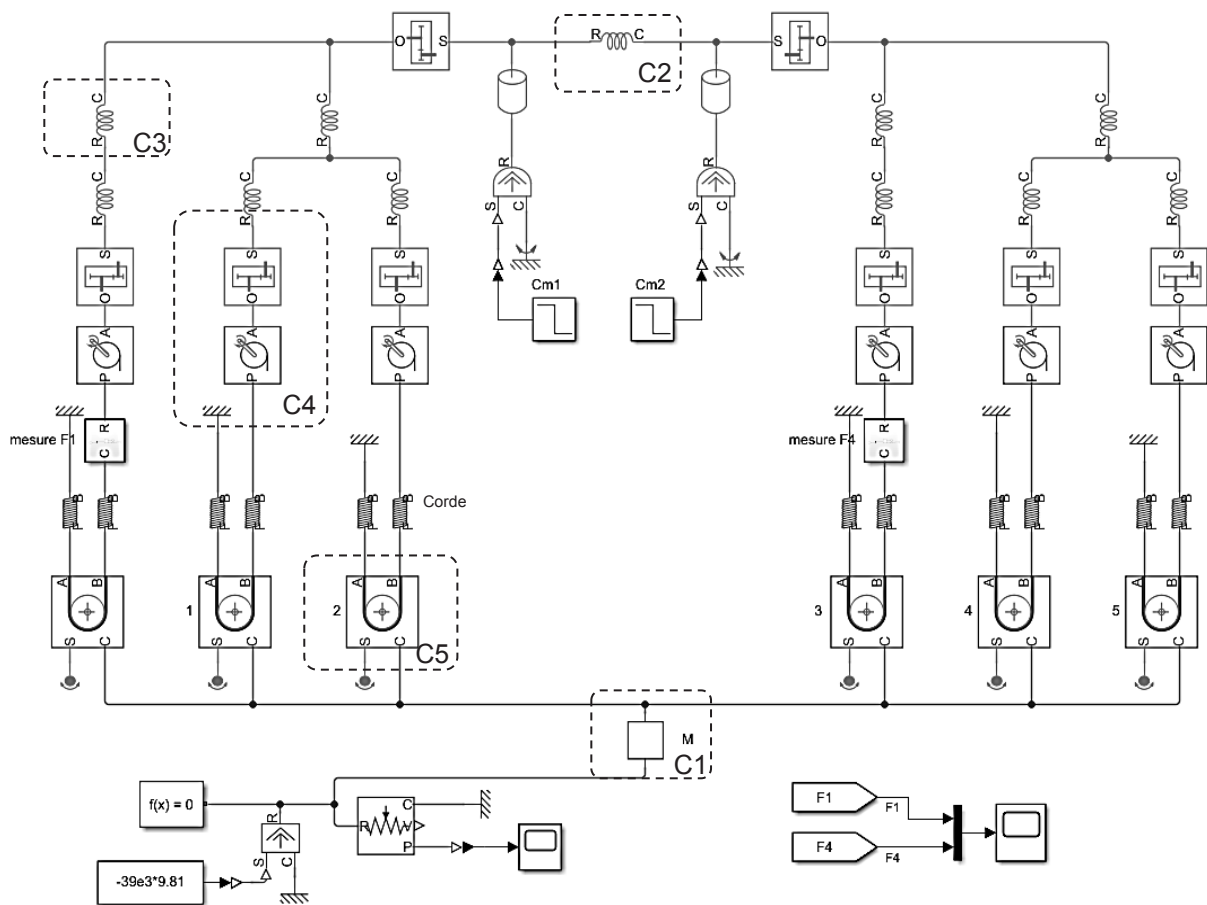 O S
R C
S O
C2
C R
C3
C R
C R
C R
C R
C R
C R
C R
C R
C R
R
S C
R
S C
S O
S O
S O
S O
S O
S O
C4
Cm1
Cm2
A P
A P
A P
A P
A P
A P
mesure F1
R C
mesure F4
R C
B B
B B
B B
Corde
B B
B B
B B
A B
S C
1
A B
S C
2
A B
S C
C5
3
A B
S C
4
A B
S C
5
A B
S C
M
C1
f(x) = 0
R
S C
-39e3*9.81
C
R V
P
F1
F1
F4
F4